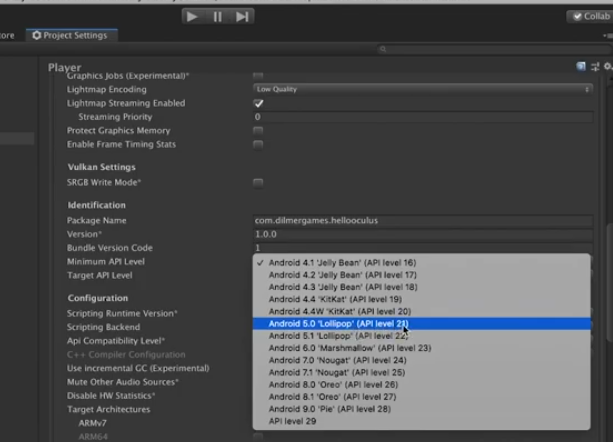 Collab
ore
Project Settings
Player
Graphics Jobs (Experimental)*
Lightmap Encoding
Low Quality
Lightmap Streaming Enabled
Streaming Priority
0
Protect Graphics Memory
Enable Frame Timing Stats
Vulkan Settings
SRGB Write Mode*
Identification
Package Name
com.dilmergames.hellooculus
Version*
1.0.0
Bundle Version Code
1
Minimum API Level
Target API Level
Android 4.1 'Jelly Bean' (API level 16)
Android 4.2 'Jelly Bean' (API level 17)
Android 4.3 'Jelly Bean' (API level 18)
Android 4.4 'KitKat' (API level 19)
Android 4.4W 'KitKat' (API level 20)
Android 5.0 'Lollipop' (API level 21)
Android 5.1 'Lollipop' (API level 22)
Android 6.0 'Marshmallow' (API level 23)
Android 7.0 'Nougat' (API level 24)
Android 7.1 'Nougat' (API level 25)
Android 8.0 'Oreo' (API level 26)
Android 8.1 'Oreo' (API level 27)
Android 9.0 'Pie' (API level 28)
API level 29
Configuration
Scripting Runtime Version*
Scripting Backend
Api Compatibility Level*
C++ Compiler Configuration
Use incremental GC (Experimental)
Mute Other Audio Sources*
Disable HW Statistics*
Target Architectures
ARMv7
ARM64